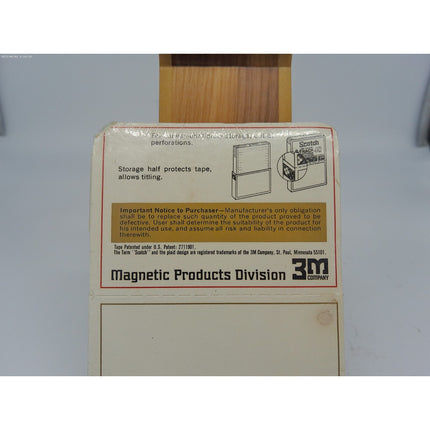 perforations.
Storage half protects tape,
allows titling.
Scotch
Important Notice to Purchaser—Manufacturer's only obligation
shall be to replace such quantity of the product proved to be
defective. User shall determine the suitability of the product for
his intended use, and assume all risk and liability in connection
therewith.
Tape Patented under U.S. Patent: 2711901.
The Term "Scotch" and the plaid design are registered trademarks of the 3M Company, St. Paul, Minnesota 55101.
Magnetic Products Division 3M
COMPANY